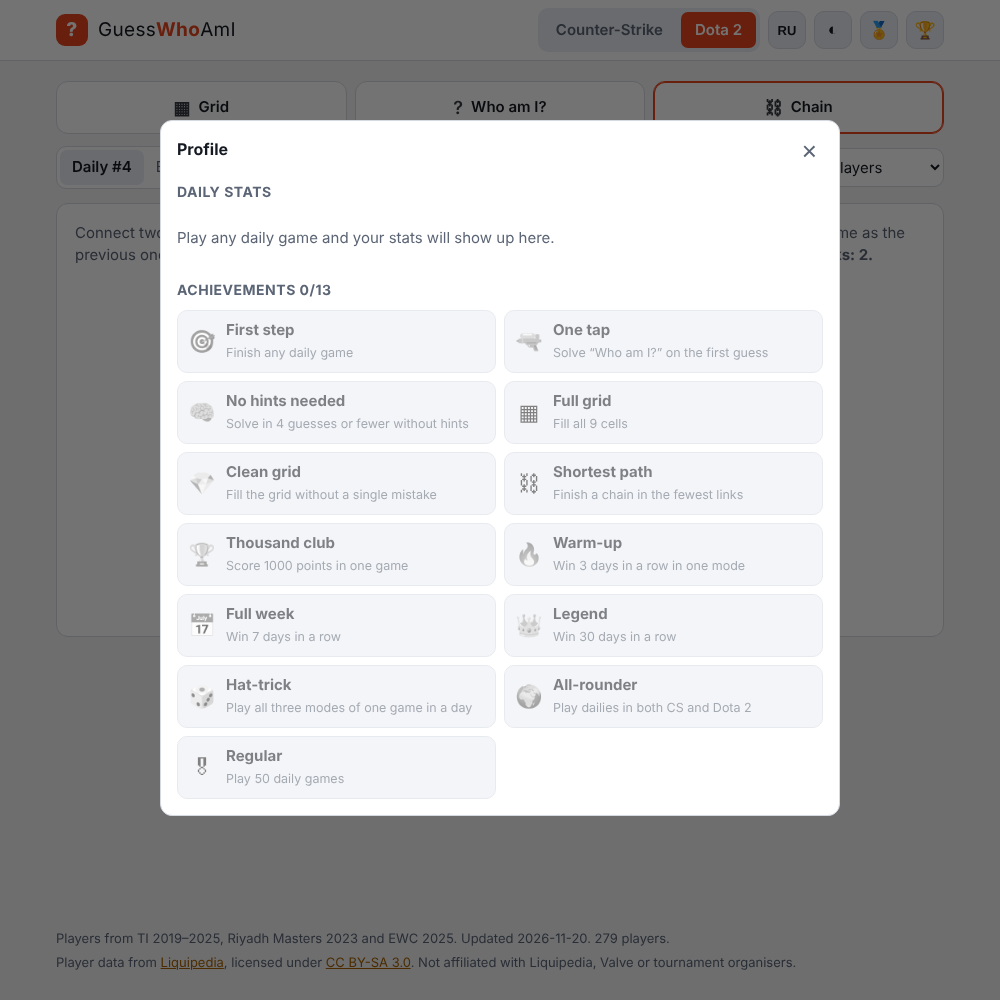 ? GuessWhoAmI
Counter-Strike Dota 2 RU
Grid
? Who am I?
Chain
Daily #4
layers
Connect
me as the
previous
s: 2.
Profile
DAILY STATS
Play any daily game and your stats will show up here.
ACHIEVEMENTS 0/13
First step
Finish any daily game
One tap
Solve “Who am I?” on the first guess
No hints needed
Solve in 4 guesses or fewer without hints
Full grid
Fill all 9 cells
Clean grid
Fill the grid without a single mistake
Shortest path
Finish a chain in the fewest links
Thousand club
Score 1000 points in one game
Warm-up
Win 3 days in a row in one mode
Full week
Win 7 days in a row
Legend
Win 30 days in a row
Hat-trick
Play all three modes of one game in a day
All-rounder
Play dailies in both CS and Dota 2
Regular
Play 50 daily games
Players from TI 2019–2025, Riyadh Masters 2023 and EWC 2025. Updated 2026-11-20. 279 players.
Player data from Liquipedia, licensed under CC BY-SA 3.0. Not affiliated with Liquipedia, Valve or tournament organisers.